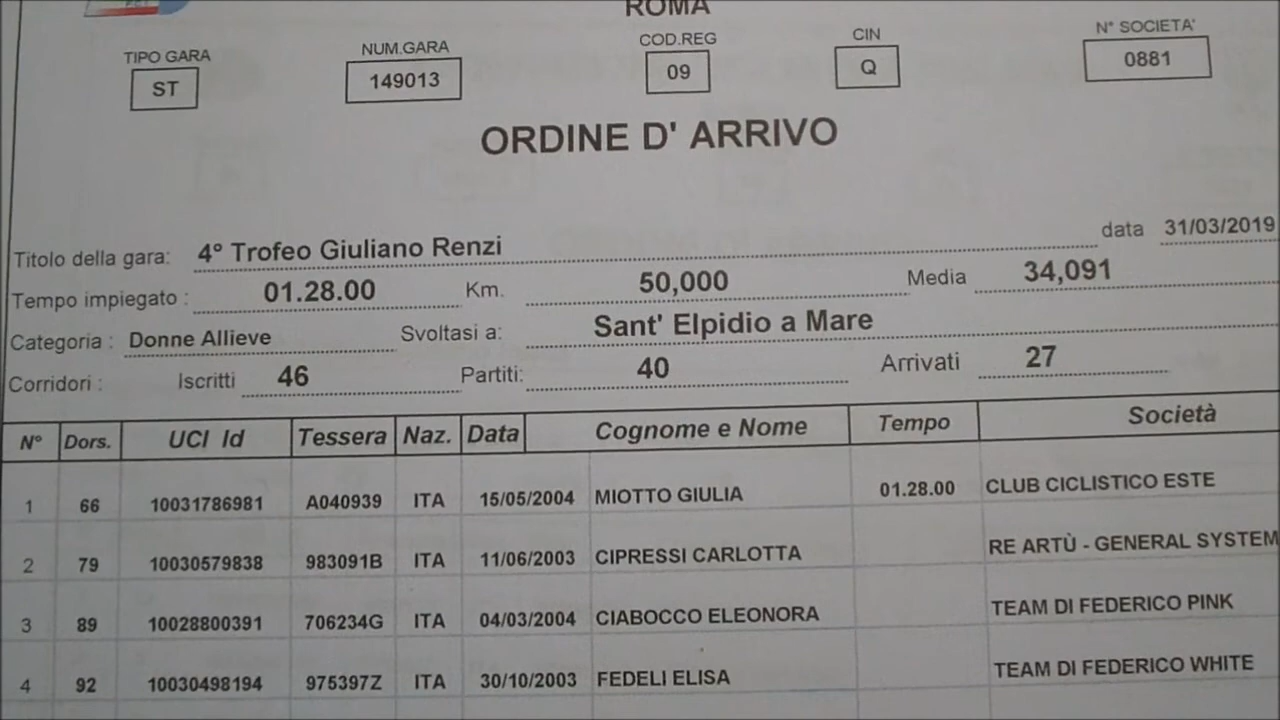 ROMA
TIPO GARA NUM.GARA COD.REG CIN N° SOCIETA'
ST 149013 09 Q 0881
ORDINE D' ARRIVO
Titolo della gara: 4° Trofeo Giuliano Renzi data 31/03/2019
Tempo impiegato : 01.28.00 Km. 50,000 Media 34,091
Categoria : Donne Allieve Svoltasi a: Sant' Elpidio a Mare
Corridori : Iscritti 46 Partiti: 40 Arrivati 27
N° Dors. UCI Id Tessera Naz. Data Cognome e Nome Tempo Società
1 66 10031786981 A040939 ITA 15/05/2004 MIOTTO GIULIA 01.28.00 CLUB CICLISTICO ESTE
2 79 10030579838 983091B ITA 11/06/2003 CIPRESSI CARLOTTA RE ARTÙ - GENERAL SYSTEM
3 89 10028800391 706234G ITA 04/03/2004 CIABOCCO ELEONORA TEAM DI FEDERICO PINK
4 92 10030498194 975397Z ITA 30/10/2003 FEDELI ELISA TEAM DI FEDERICO WHITE